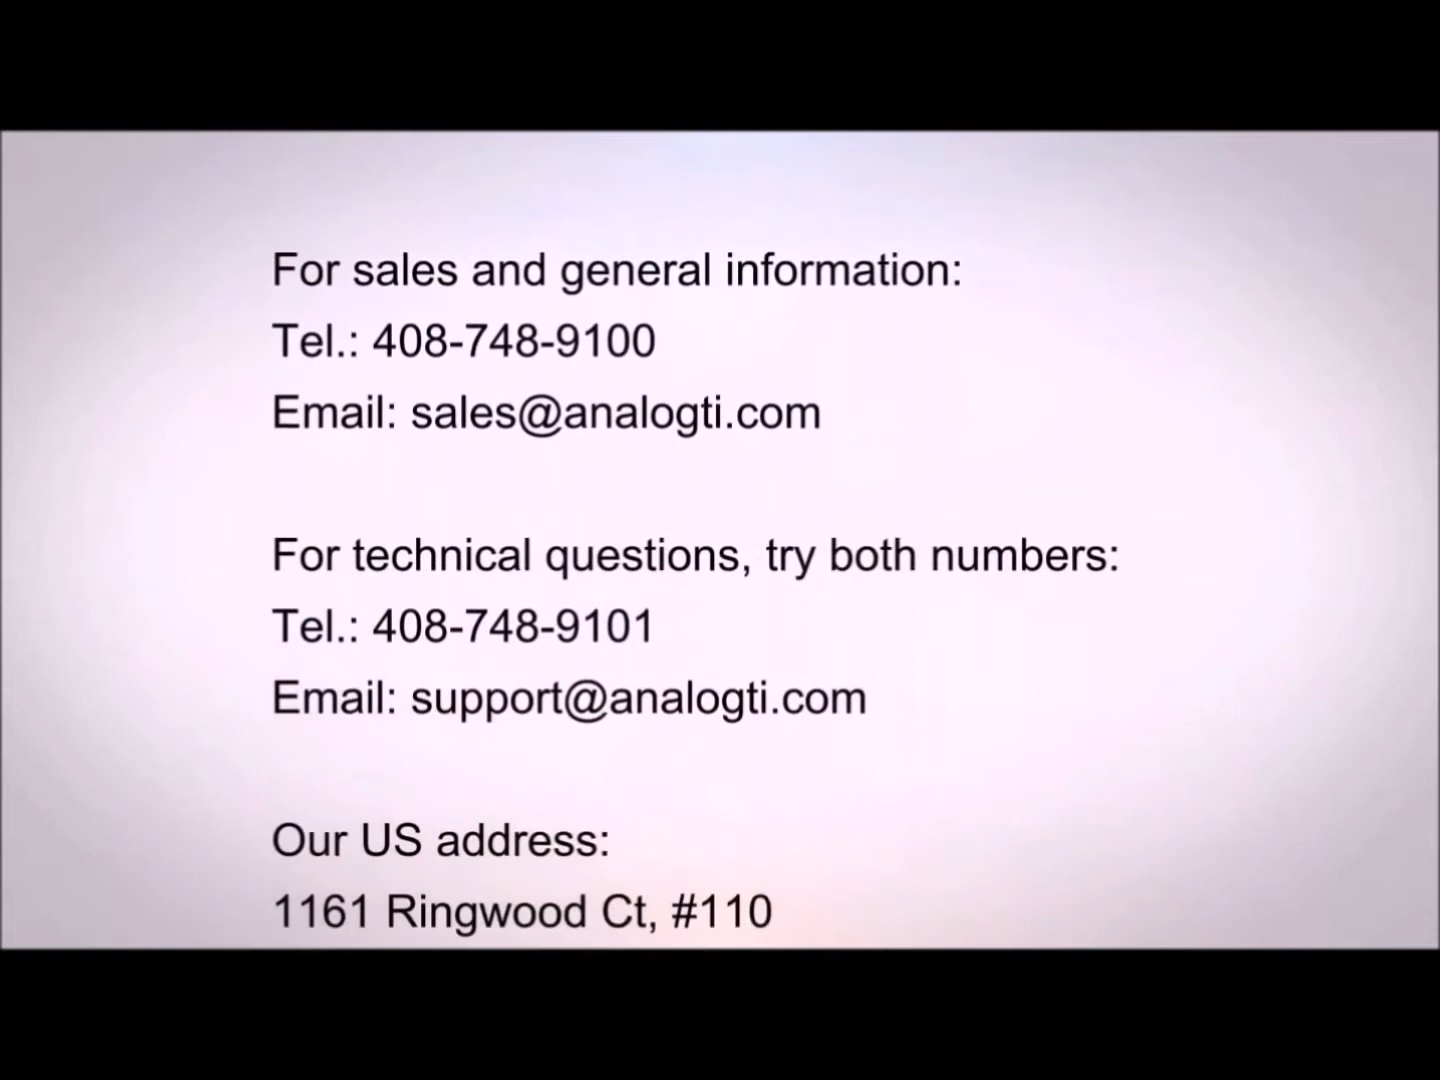 For sales and general information:
Tel.: 408-748-9100
Email: sales@analogti.com
For technical questions, try both numbers:
Tel.: 408-748-9101
Email: support@analogti.com
Our US address:
1161 Ringwood Ct, #110